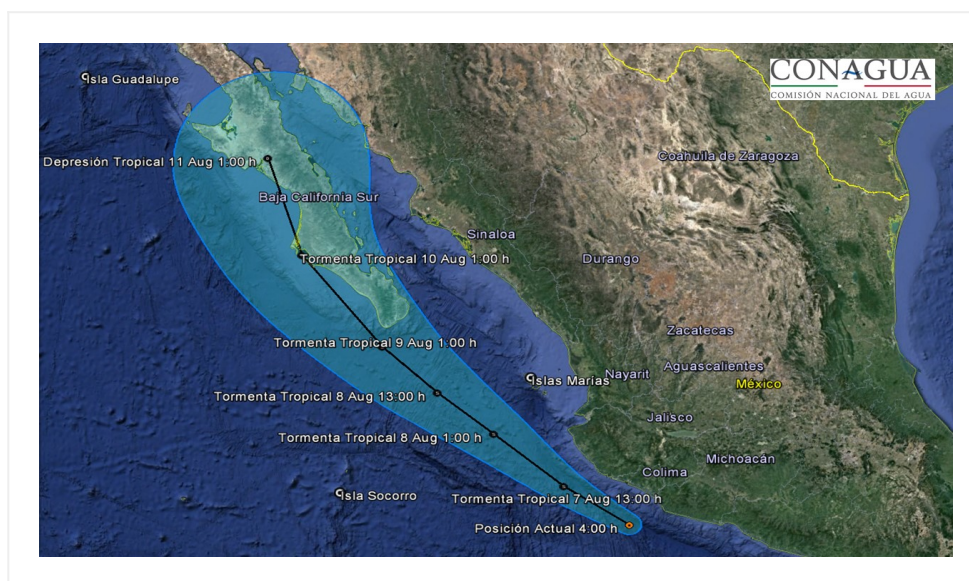 CONAGUA
COMISIÓN NACIONAL DEL AGUA
Isla Guadalupe
Coahuila de Zaragoza
Depresión Tropical 11 Aug 1:00 h
Baja California Sur
Sinaloa
Tormenta Tropical 10 Aug 1:00 h
Durango
Zacatecas
Tormenta Tropical 9 Aug 1:00 h
Aguascalientes
Islas Marías
Nayarit
México
Tormenta Tropical 8 Aug 13:00 h
Jalisco
Tormenta Tropical 8 Aug 1:00 h
Michoacán
Colima
Isla Socorro
Tormenta Tropical 7 Aug 13:00 h
Posición Actual 4:00 h